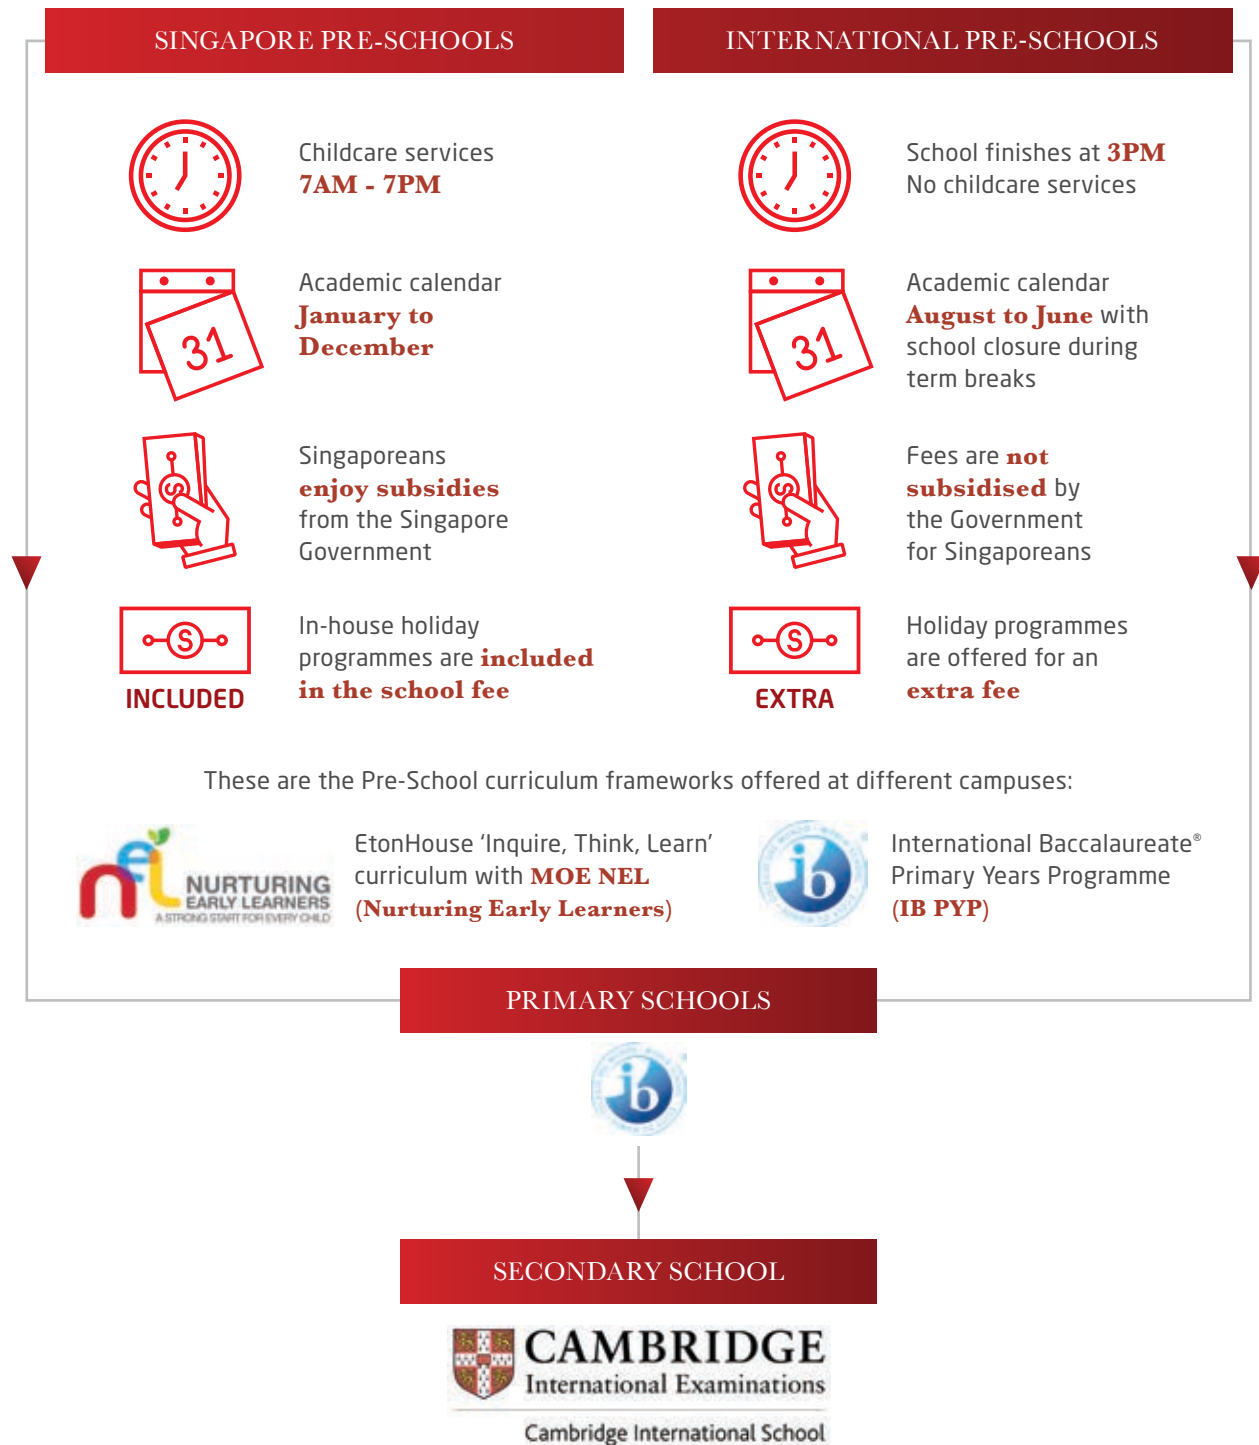 SINGAPORE PRE-SCHOOLS
Childcare services
7AM - 7PM
31
Academic calendar
January to
December
Singaporeans
enjoy subsidies
from the Singapore
Government
S
INCLUDED
In-house holiday
programmes are included
in the school fee
INTERNATIONAL PRE-SCHOOLS
School finishes at 3PM
No childcare services
31
Academic calendar
August to June with
school closure during
term breaks
Fees are not
subsidised by
the Government
for Singaporeans
S
EXTRA
Holiday programmes
are offered for an
extra fee
These are the Pre-School curriculum frameworks offered at different campuses:
nel
NURTURING
EARLY LEARNERS
A STRONG START FOR EVERY CHILD
EtonHouse ‘Inquire, Think, Learn’
curriculum with MOE NEL
(Nurturing Early Learners)
ib
International Baccalaureate®
Primary Years Programme
(IB PYP)
PRIMARY SCHOOLS
ib
SECONDARY SCHOOL
CAMBRIDGE
International Examinations
Cambridge International School